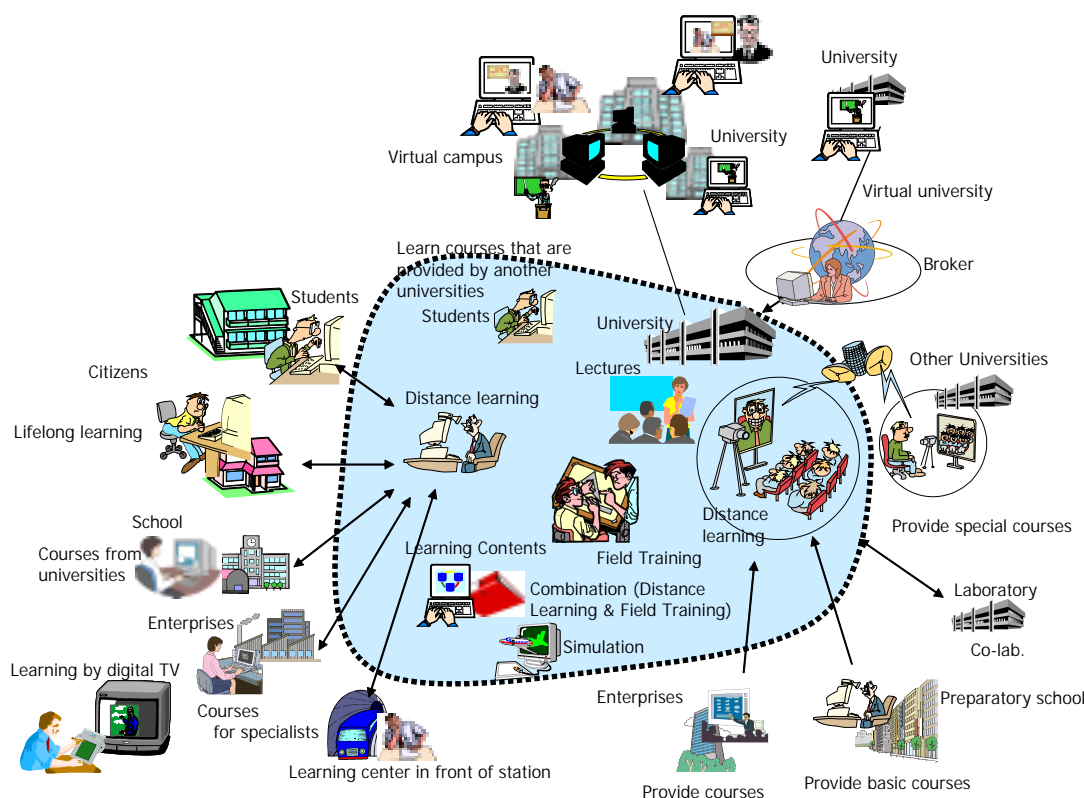 University
University
Virtual campus
Virtual university
Learn courses that are
provided by another
universities
Broker
Students
Students
University
Other Universities
Lectures
Citizens
Distance learning
Lifelong learning
Distance
learning
Provide special courses
School
Courses from
universities
Learning Contents
Field Training
Combination (Distance
Learning & Field Training)
Laboratory
Enterprises
Simulation
Co-lab.
Learning by digital TV
Enterprises
Preparatory school
Courses
for specialists
Learning center in front of station
Provide courses
Provide basic courses